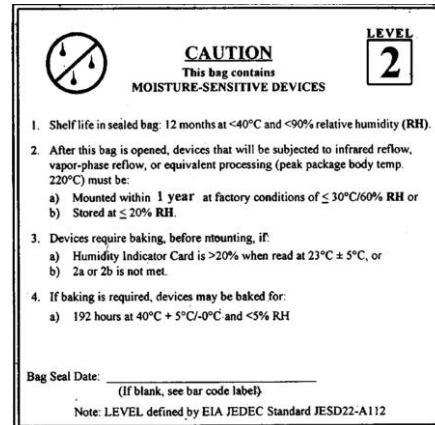 CAUTION
This bag contains
MOISTURE-SENSITIVE DEVICES
LEVEL
2
1. Shelf life in sealed bag: 12 months at <40°C and <90% relative humidity (RH).
2. After this bag is opened, devices that will be subjected to infrared reflow,
vapor-phase reflow, or equivalent processing (peak package body temp.
220°C) must be:
a) Mounted within 1 year at factory conditions of ≤ 30°C/60% RH or
b) Stored at ≤ 20% RH.
3. Devices require baking, before mounting, if:
a) Humidity Indicator Card is >20% when read at 23°C ± 5°C, or
b) 2a or 2b is not met.
4. If baking is required, devices may be baked for:
a) 192 hours at 40°C + 5°C/-0°C and <5% RH
Bag Seal Date:
(If blank, see bar code label)
Note: LEVEL defined by EIA JEDEC Standard JESD22-A112